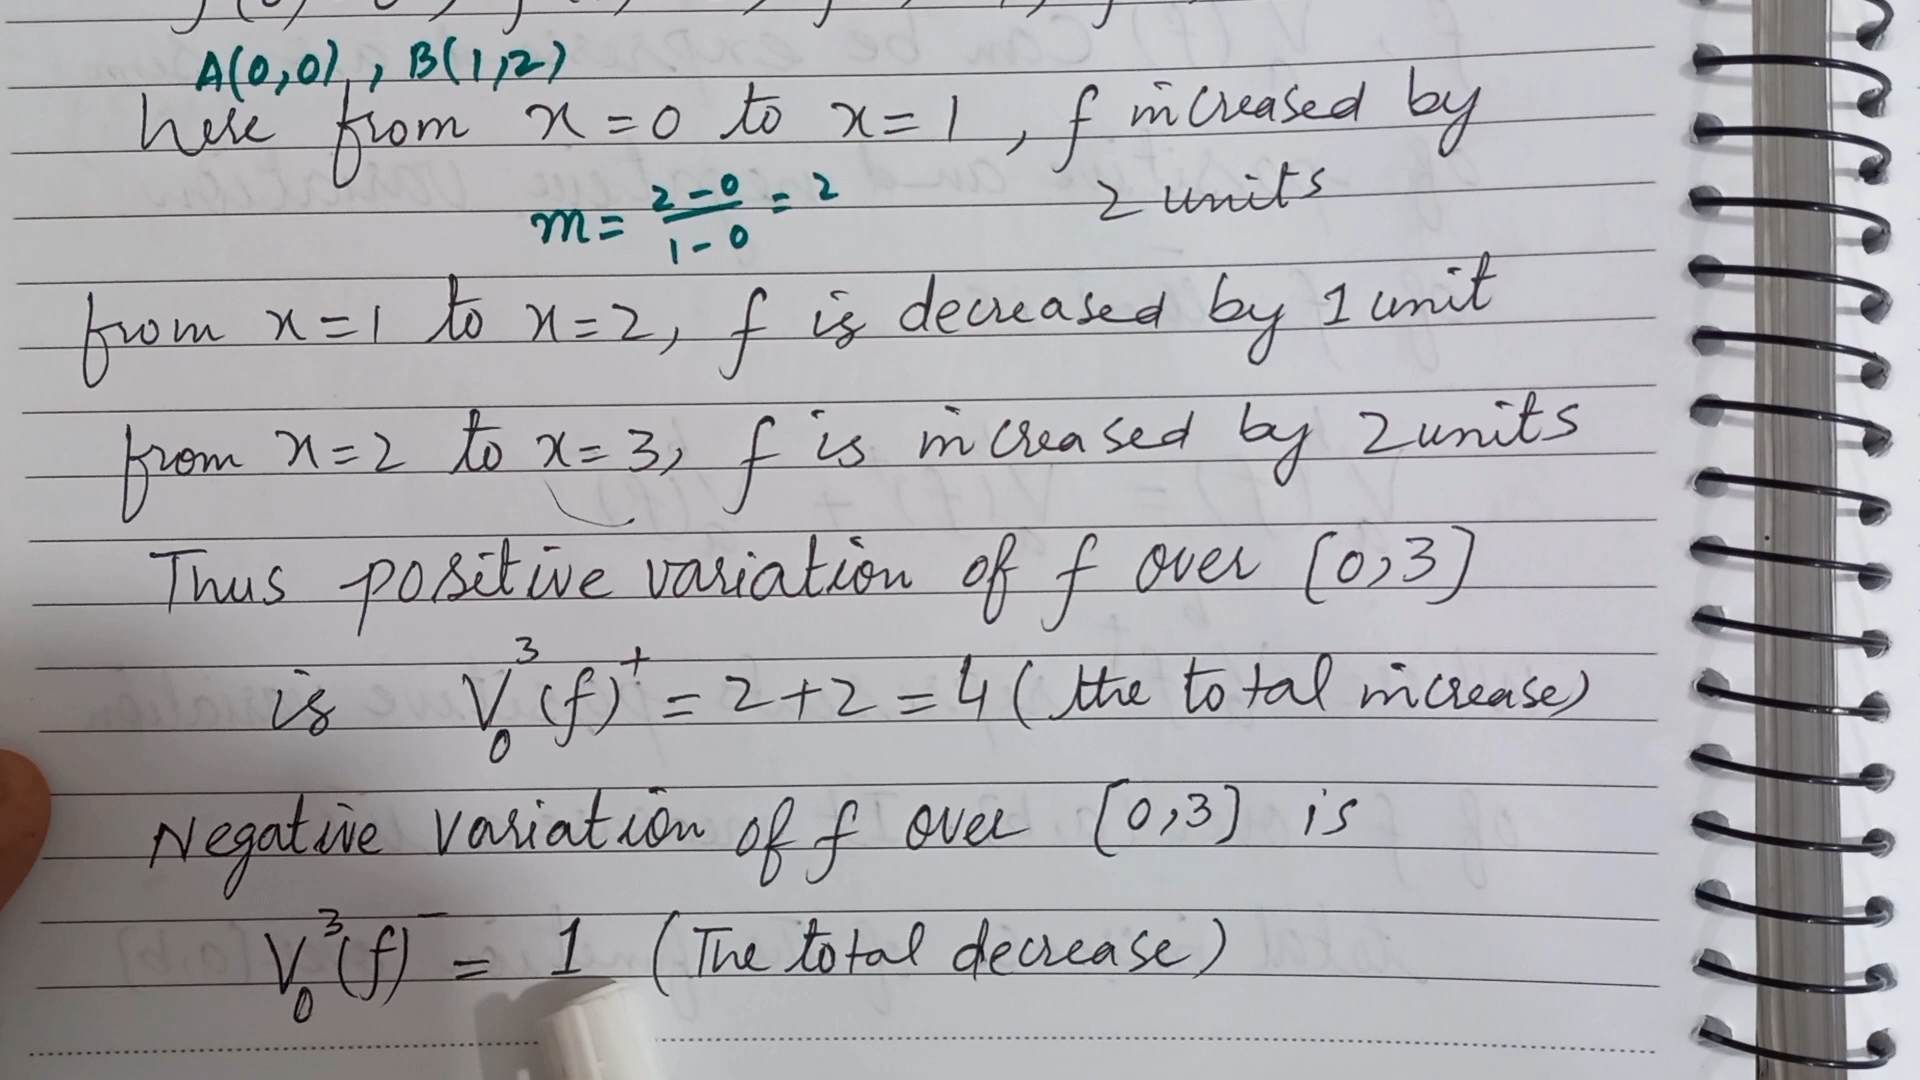 A(0,0), B(1,2)
here from x=0 to x=1, f increased by
2 units
m = 2-0 / 1-0 = 2
from x=1 to x=2, f is decreased by 1 unit
from x=2 to x=3, f is increased by 2 units
Thus positive variation of f over [0,3]
is V₀³(f)⁺ = 2+2 = 4 (the total increase)
Negative variation of f over [0,3] is
V₀³(f)⁻ = 1 (The total decrease)